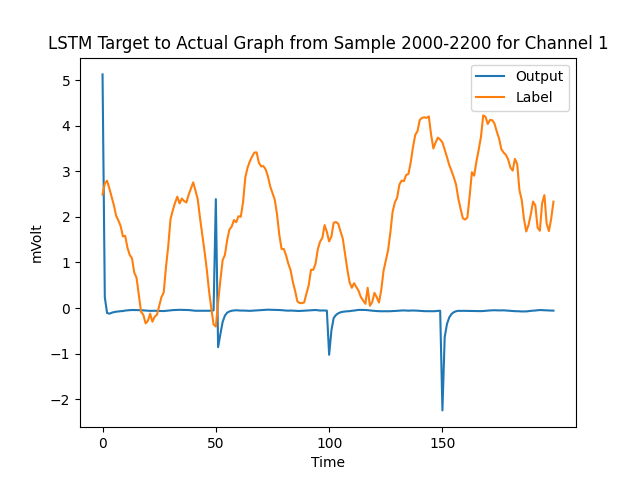 LSTM Target to Actual Graph from Sample 2000-2200 for Channel 1
Output
Label
5
4
3
2
1
0
−1
−2
mVolt
0 50 100 150
Time